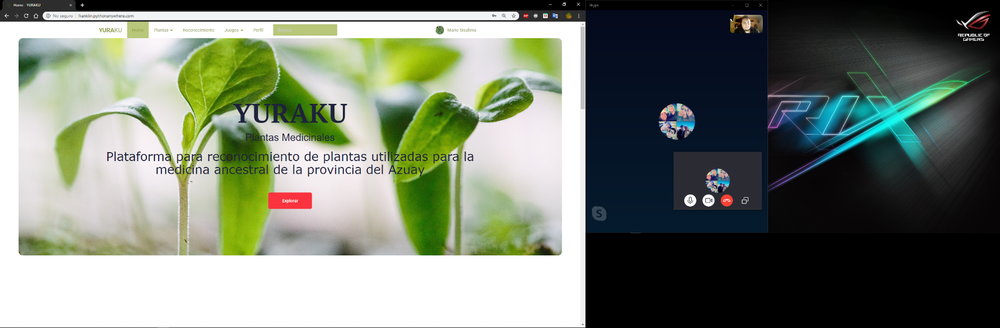 Home - YURAKU
No seguro
franklin.pythonanywhere.com
YURAKU
Home
Plantas
Reconocimiento
Juegos
Perfil
Buscar
Mario Sisalima
YURAKU
Plantas Medicinales
Plataforma para reconocimiento de plantas utilizadas para la
medicina ancestral de la provincia del Azuay
Explorar
Skype
S
REPUBLIC OF
GAMERS